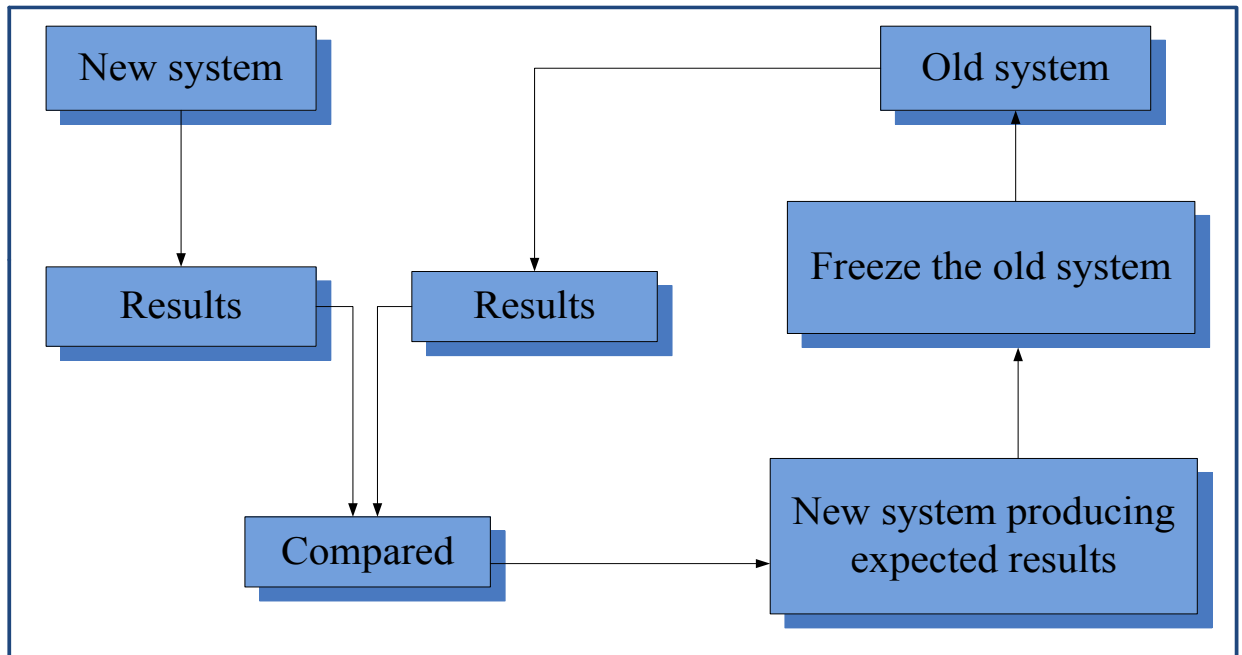 New system
Old system
Freeze the old system
Results
Results
New system producing
expected results
Compared